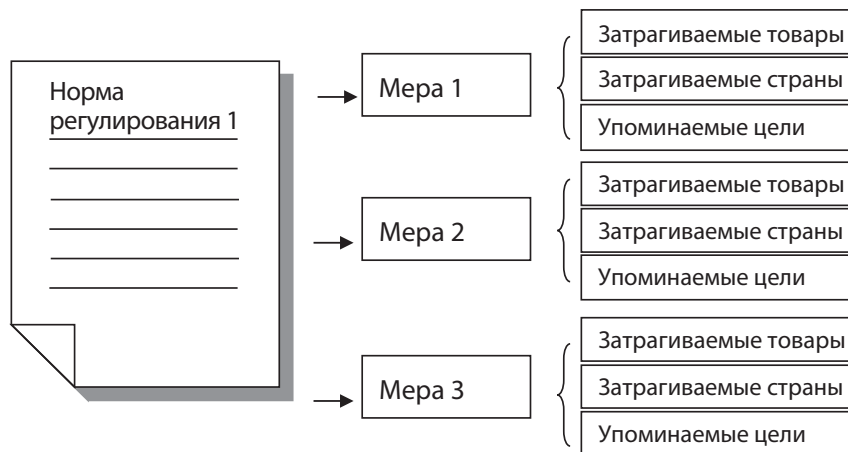 Норма
регулирования 1
Мера 1
Затрагиваемые товары
Затрагиваемые страны
Упоминаемые цели
Мера 2
Затрагиваемые товары
Затрагиваемые страны
Упоминаемые цели
Мера 3
Затрагиваемые товары
Затрагиваемые страны
Упоминаемые цели